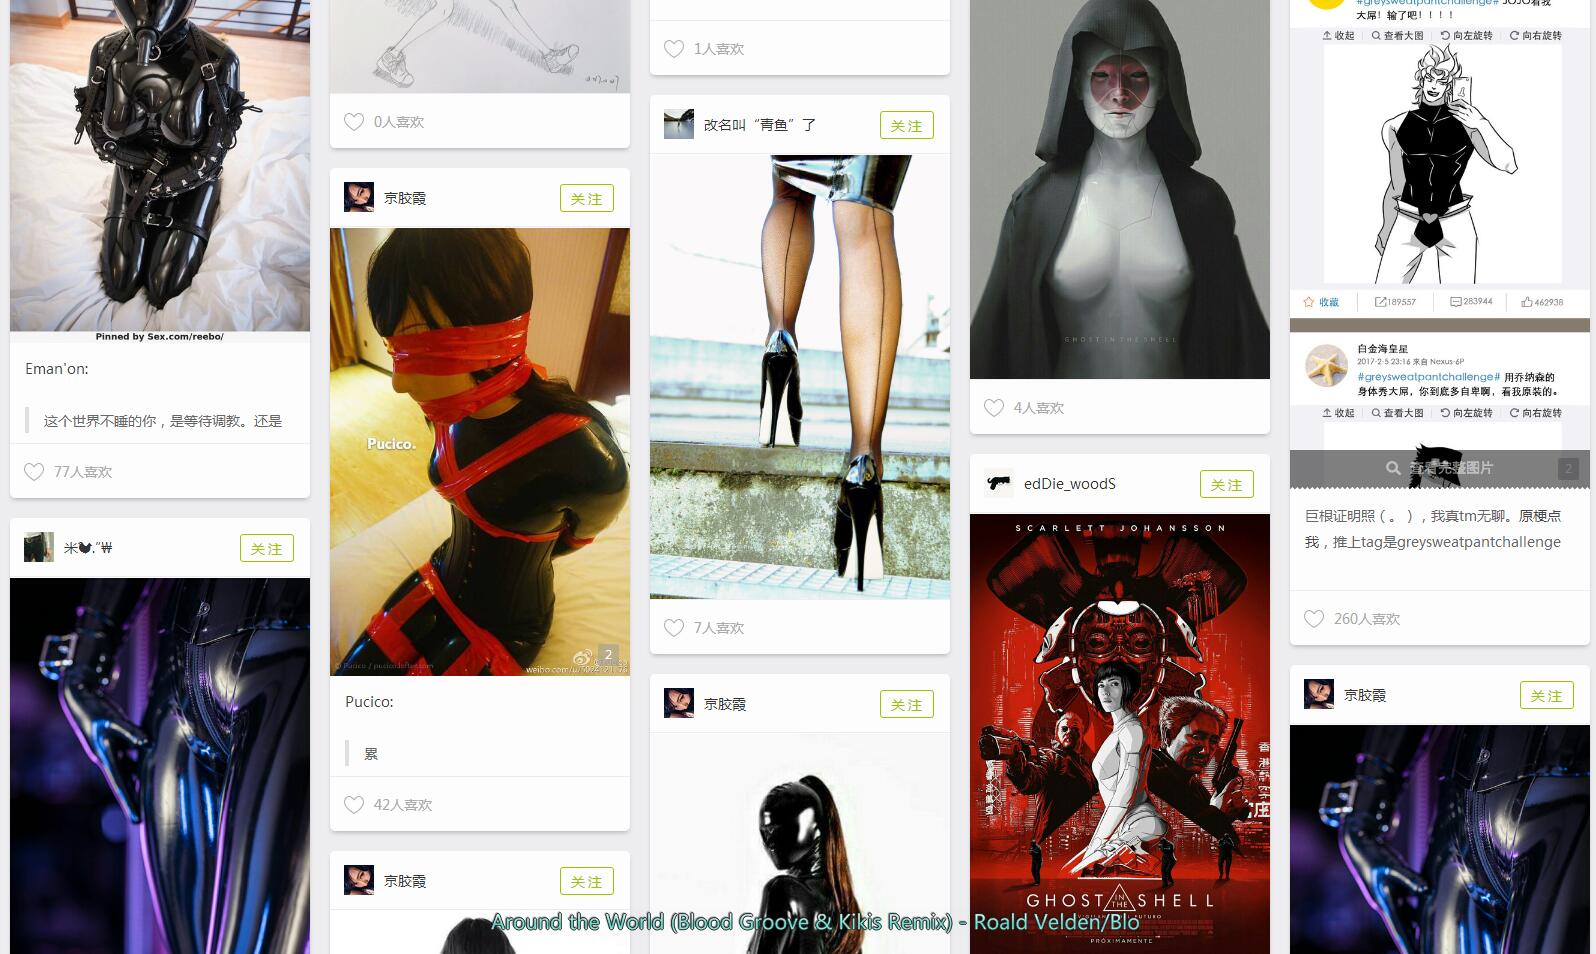 Pinned by Sex.com/reebo/
Eman'on:
这个世界不睡的你，是等待调教。还是
77人喜欢
关注
0人喜欢
京胶霞
关注
Pucico.
© Pucico / pucicodefter.com
2
Pucico:
累
42人喜欢
京胶霞
关注
1人喜欢
改名叫“青鱼”了
关注
7人喜欢
京胶霞
关注
GHOST IN THE SHELL
4人喜欢
edDie_woodS
关注
SCARLETT JOHANSSON
GHOST IN THE SHELL
PRÓXIMAMENTE
#greysweatpantchallenge# JOJO看我
大屌！输了吧！！！！
收起 查看大图 向左旋转 向右旋转
收藏 189557 283944 462938
白金海皇星
2017-2-5 23:16 来自 Nexus-6P
#greysweatpantchallenge# 用乔纳森的
身体秀大屌，你到底多自卑啊，看我原装的。
收起 查看大图 向左旋转 向右旋转
查看完整图片
2
巨根证明照（。），我真tm无聊。原梗点
我，推上tag是greysweatpantchallenge
260人喜欢
京胶霞
关注
Around the World (Blood Groove & Kikis Remix) - Roald Velden/Blo